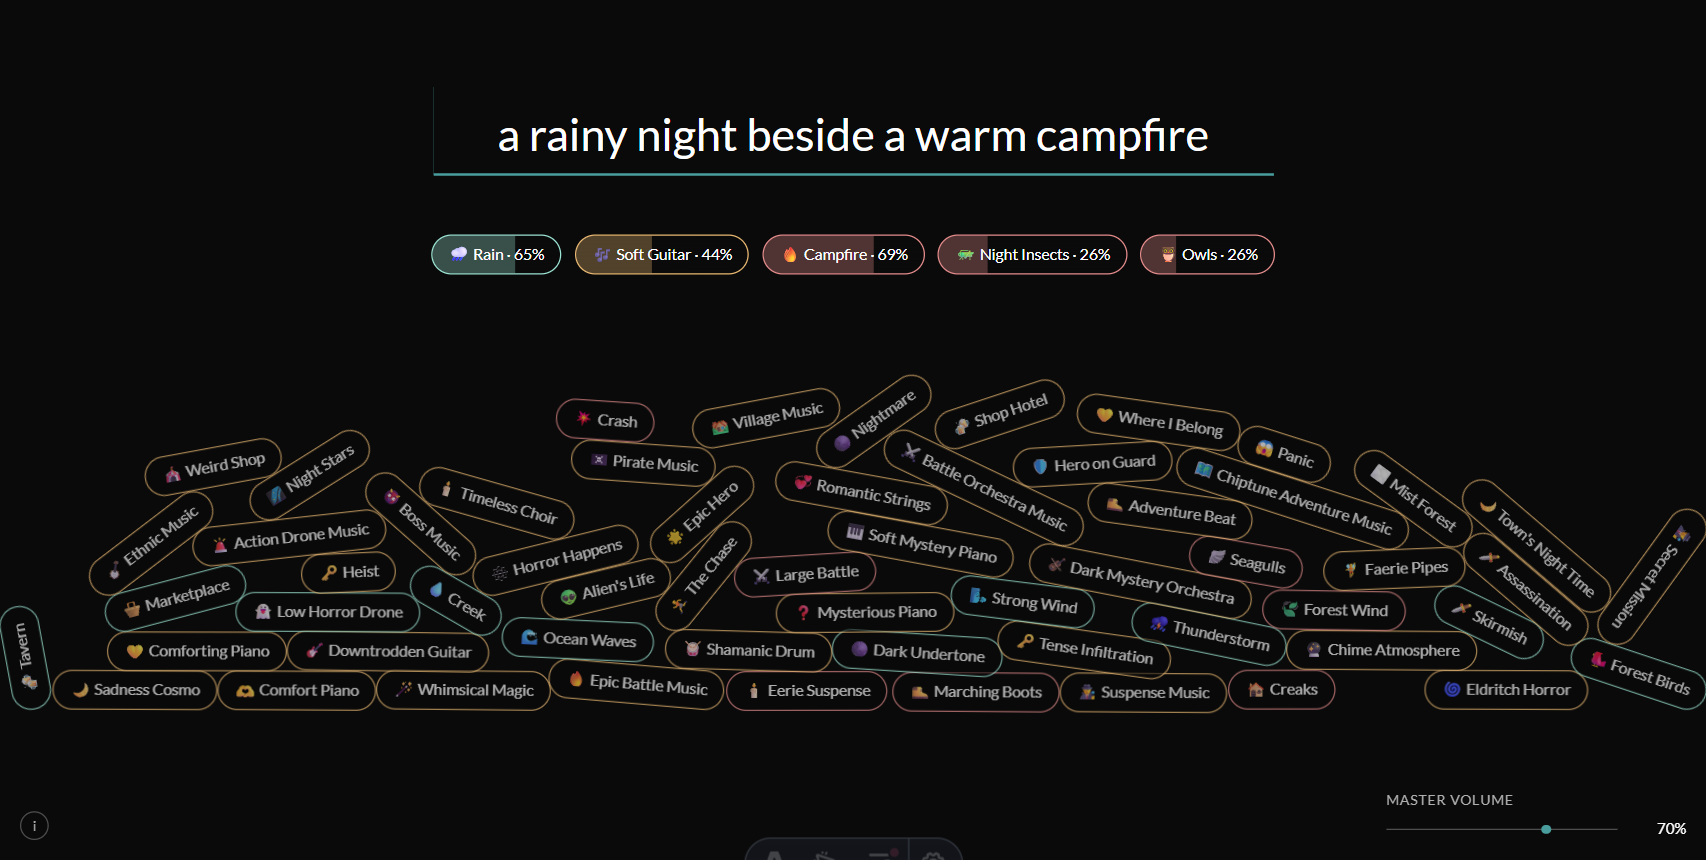 a rainy night beside a warm campfire
Rain · 65%
Soft Guitar · 44%
Campfire · 69%
Night Insects · 26%
Owls · 26%
Crash
Village Music
Nightmare
Shop Hotel
Where I Belong
Weird Shop
Night Stars
Pirate Music
Battle Orchestra Music
Hero on Guard
Panic
Timeless Choir
Epic Hero
Romantic Strings
Chiptune Adventure Music
Mist Forest
Ethnic Music
Action Drone Music
Boss Music
Adventure Beat
Town's Night Time
Secret Mission
Horror Happens
The Chase
Soft Mystery Piano
Seagulls
Faerie Pipes
Assassination
Marketplace
Heist
Creek
Alien's Life
Large Battle
Dark Mystery Orchestra
Low Horror Drone
Mysterious Piano
Strong Wind
Forest Wind
Skirmish
Tavern
Comforting Piano
Downtrodden Guitar
Ocean Waves
Shamanic Drum
Dark Undertone
Tense Infiltration
Thunderstorm
Chime Atmosphere
Forest Birds
Sadness Cosmo
Comfort Piano
Whimsical Magic
Epic Battle Music
Eerie Suspense
Marching Boots
Suspense Music
Creaks
Eldritch Horror
MASTER VOLUME
70%
i